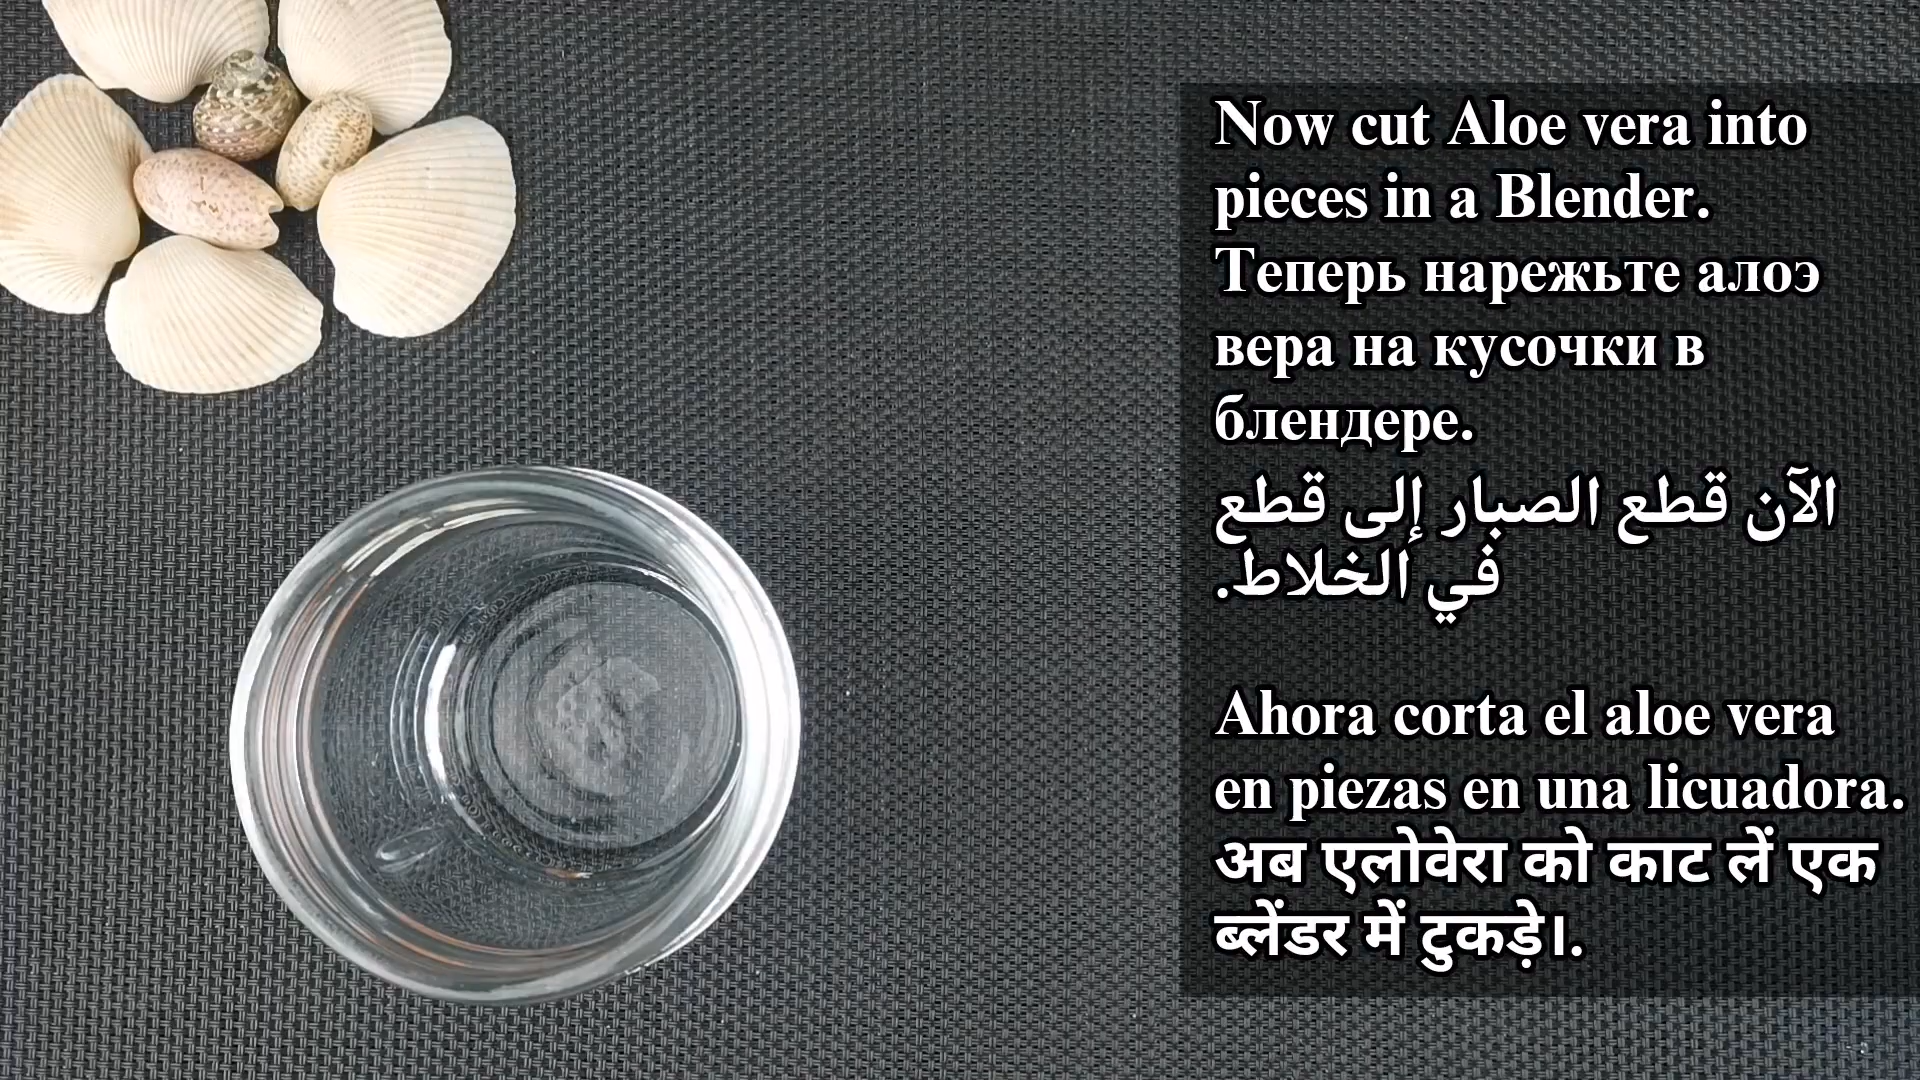 Now cut Aloe vera into
pieces in a Blender.
Теперь нарежьте алоэ
вера на кусочки в
блендере.
الآن قطع الصبار إلى قطع
في الخلاط.
Ahora corta el aloe vera
en piezas en una licuadora.
अब एलोवेरा को काट लें एक
ब्लेंडर में टुकड़े।.